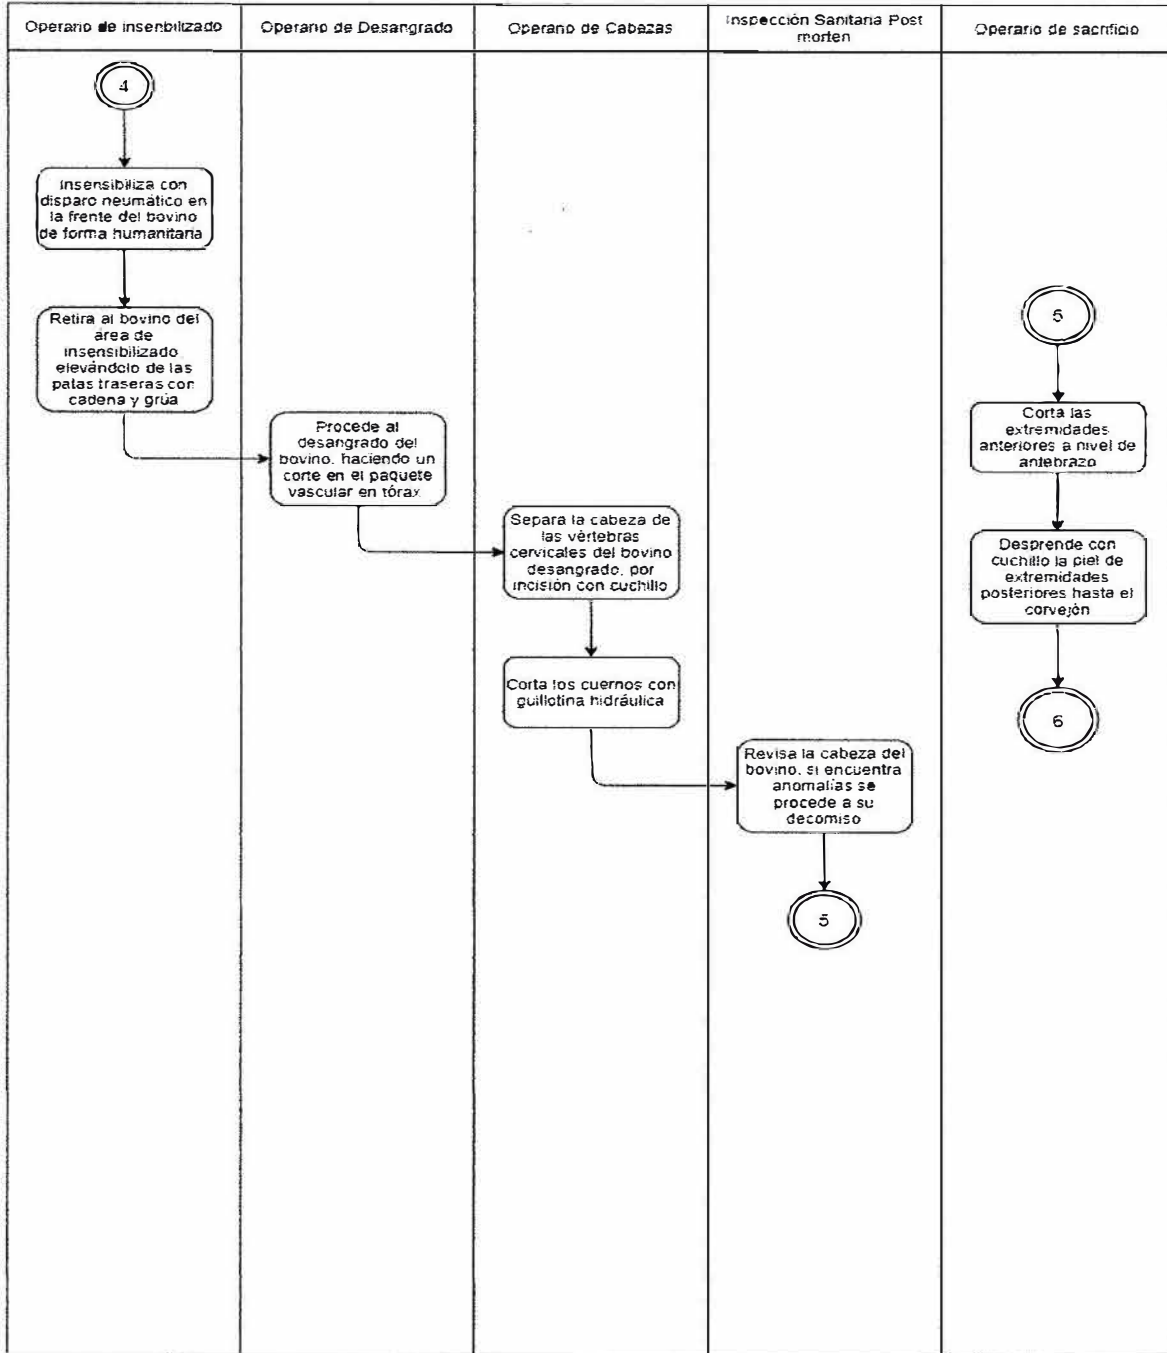 Operario de insenbilizado
Operario de Desangrado
Operario de Cabezas
Inspección Sanitaria Post
morten
Operario de sacrificio
4
Insensibiliza con
disparo neumático en
la frente del bovino
de forma humanitaria
Retira al bovino del
área de
insensibilizado
elevándolo de las
patas traseras con
cadena y grúa
Procede al
desangrado del
bovino, haciendo un
corte en el paquete
vascular en tórax
Separa la cabeza de
las vértebras
cervicales del bovino
desangrado, por
incisión con cuchillo
Corta los cuernos con
guillotina hidráulica
Revisa la cabeza del
bovino, si encuentra
anomalías se
procede a su
decomiso
5
5
Corta las
extremidades
anteriores a nivel de
antebrazo
Desprende con
cuchillo la piel de
extremidades
posteriores hasta el
corvejón
6